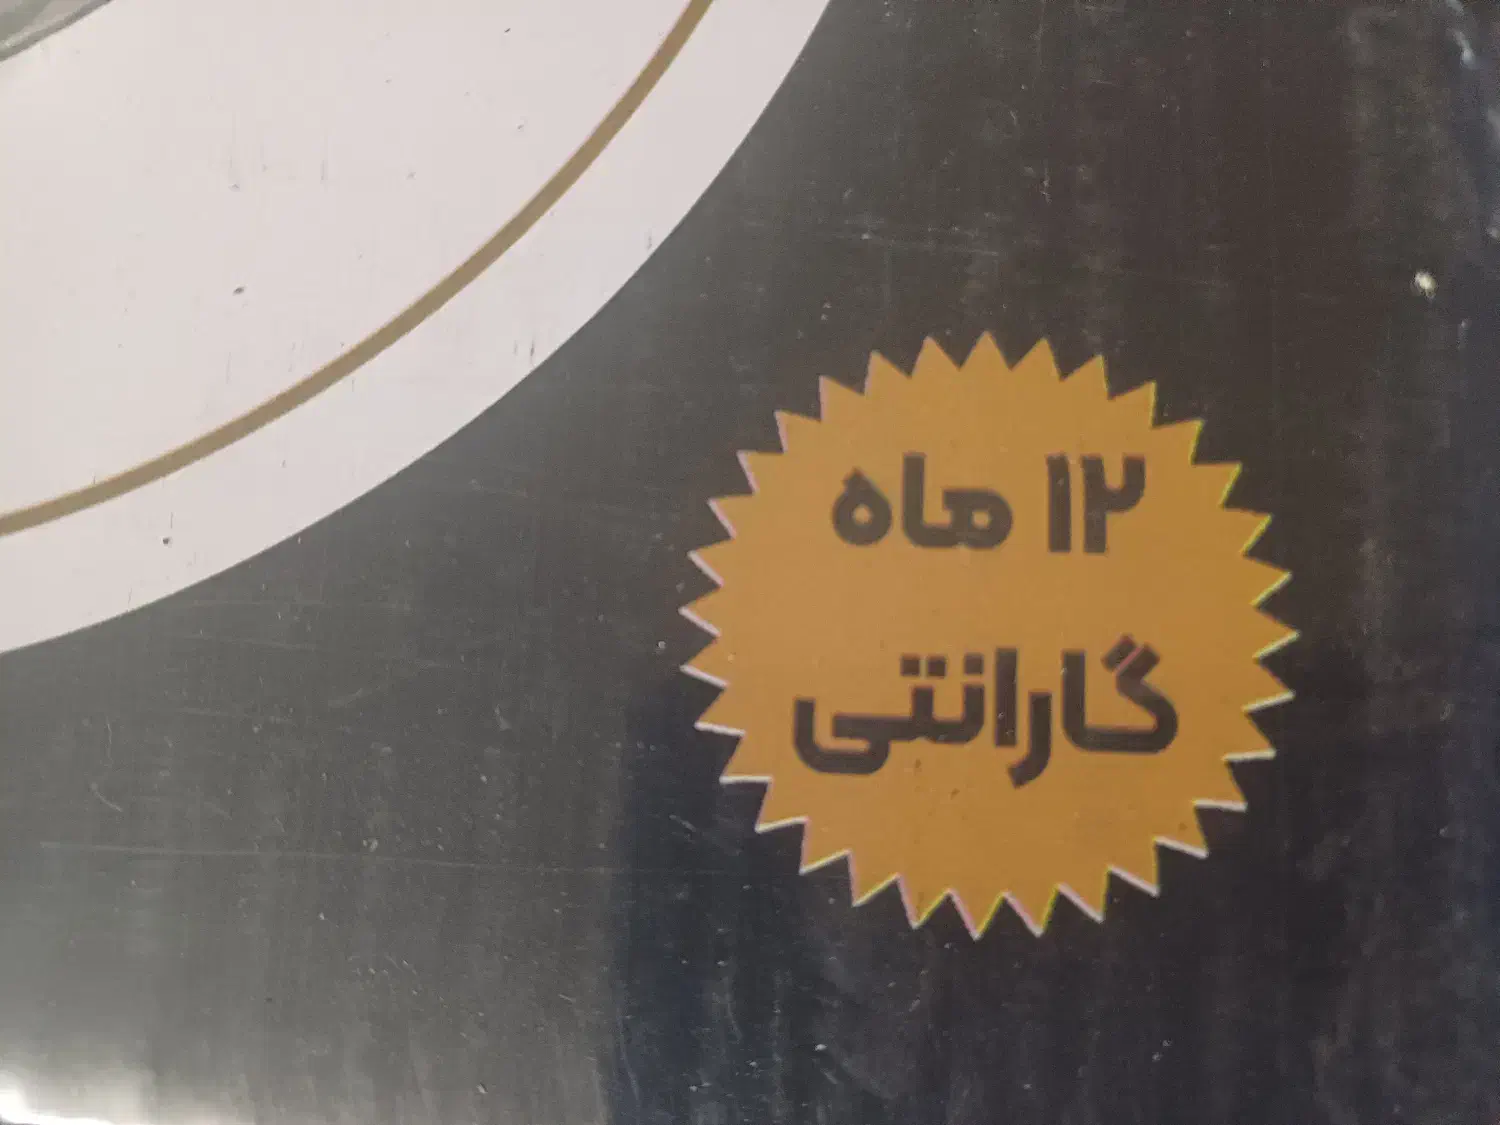 ۱۲ ماه
گارانتی